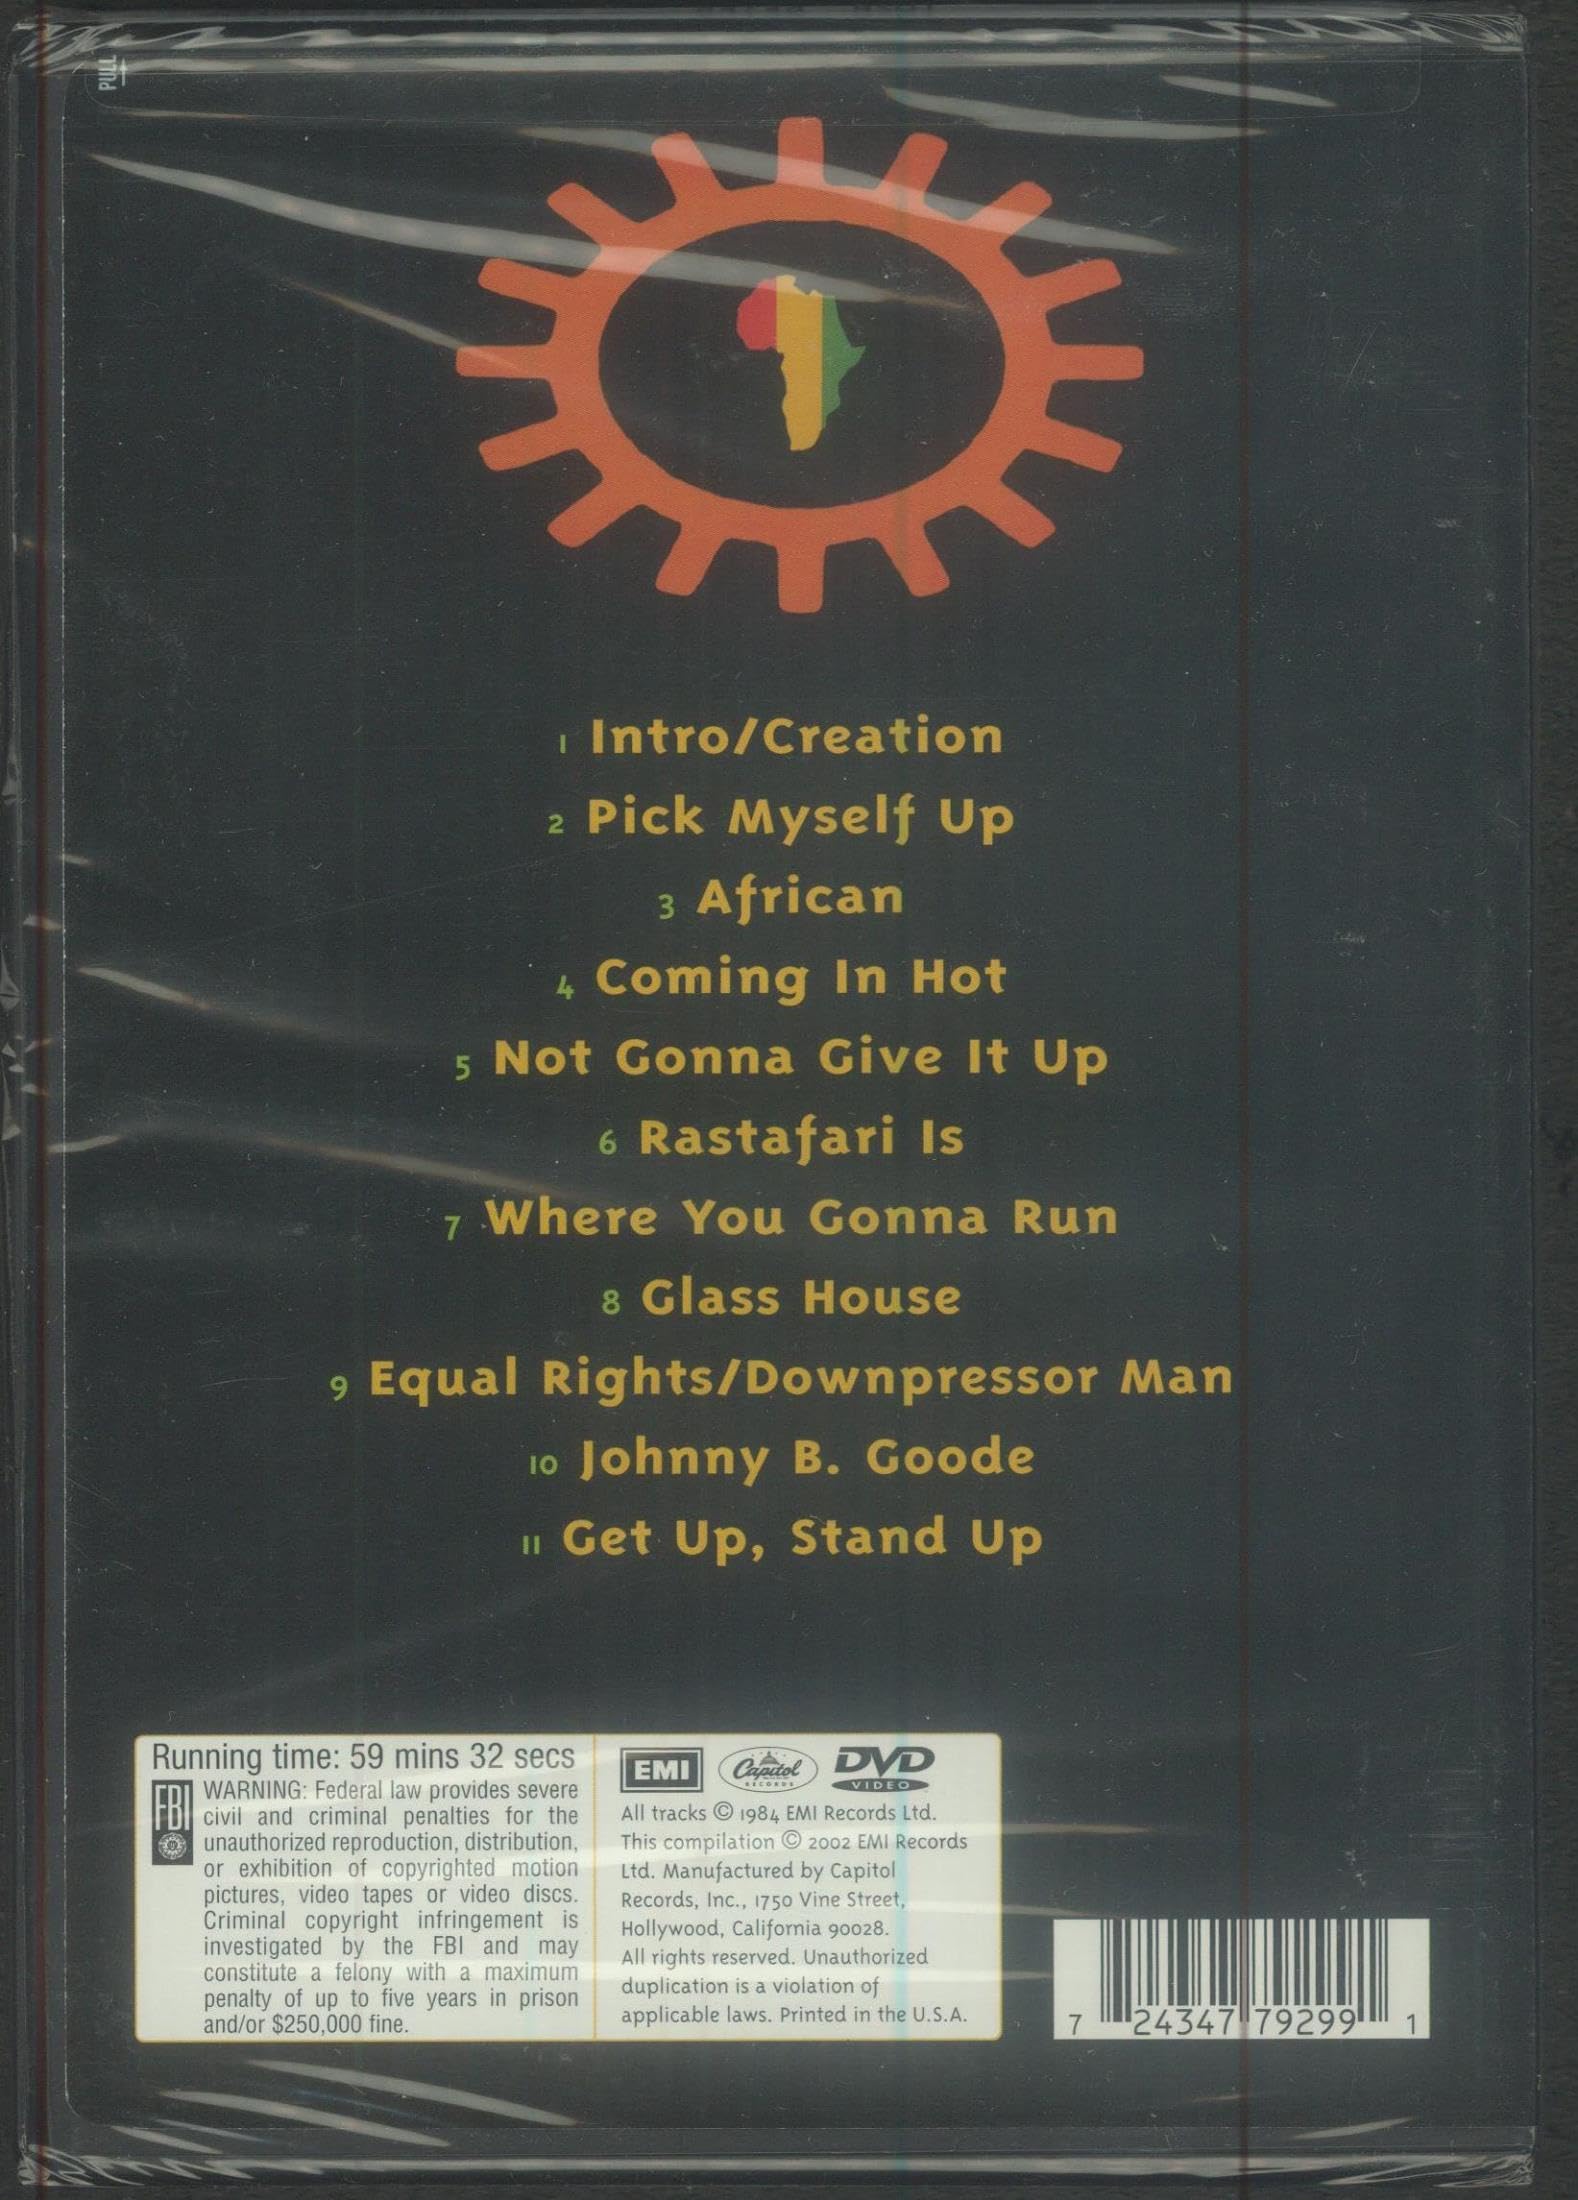 PULL
1 Intro/Creation
2 Pick Myself Up
3 African
4 Coming In Hot
5 Not Gonna Give It Up
6 Rastafari Is
7 Where You Gonna Run
8 Glass House
9 Equal Rights/Downpressor Man
10 Johnny B. Goode
11 Get Up, Stand Up
Running time: 59 mins 32 secs
FBI
WARNING: Federal law provides severe
civil and criminal penalties for the
unauthorized reproduction, distribution,
or exhibition of copyrighted motion
pictures, video tapes or video discs.
Criminal copyright infringement is
investigated by the FBI and may
constitute a felony with a maximum
penalty of up to five years in prison
and/or $250,000 fine.
EMI Capitol RECORDS DVD VIDEO
All tracks © 1984 EMI Records Ltd.
This compilation © 2002 EMI Records
Ltd. Manufactured by Capitol
Records, Inc., 1750 Vine Street,
Hollywood, California 90028.
All rights reserved. Unauthorized
duplication is a violation of
applicable laws. Printed in the U.S.A.
7 24347 79299 1